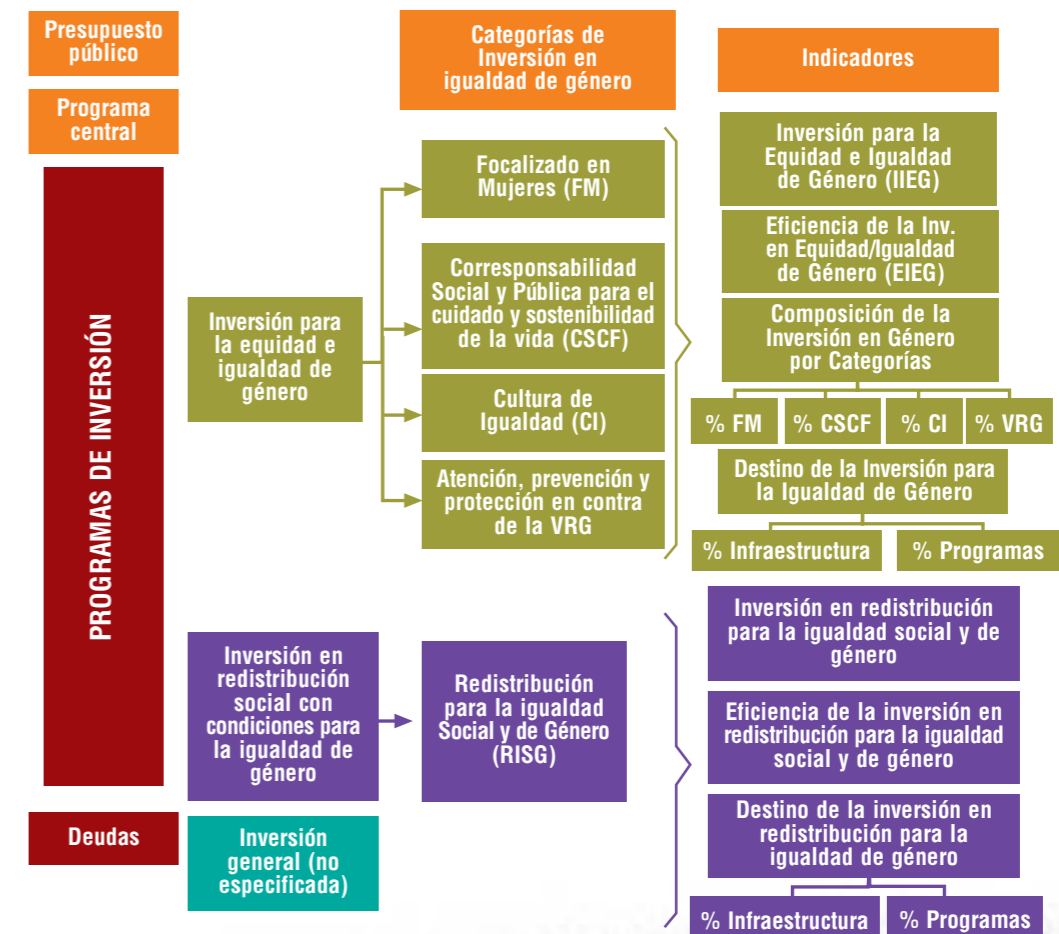 Presupuesto
público
Programa
central
PROGRAMAS DE INVERSIÓN
Deudas
Inversión para
la equidad e
igualdad de
género
Inversión en
redistribución
social con
condiciones para
la igualdad de
género
Inversión
general (no
especificada)
Categorías de
Inversión en
igualdad de género
Focalizado en
Mujeres (FM)
Corresponsabilidad
Social y Pública para el
cuidado y sostenibilidad
de la vida (CSCF)
Cultura de
Igualdad (CI)
Atención, prevención y
protección en contra
de la VRG
Redistribución
para la igualdad
Social y de Género
(RISG)
Indicadores
Inversión para la
Equidad e Igualdad
de Género (IIEG)
Eficiencia de la Inv.
en Equidad/Igualdad
de Género (EIEG)
Composición de la
Inversión en Género
por Categorías
% FM
% CSCF
% CI
% VRG
Destino de la Inversión para
la Igualdad de Género
% Infraestructura
% Programas
Inversión en redistribución
para la igualdad social y de
género
Eficiencia de la inversión en
redistribución para la igualdad
social y de género
Destino de la inversión en
redistribución para la
igualdad de género
% Infraestructura
% Programas